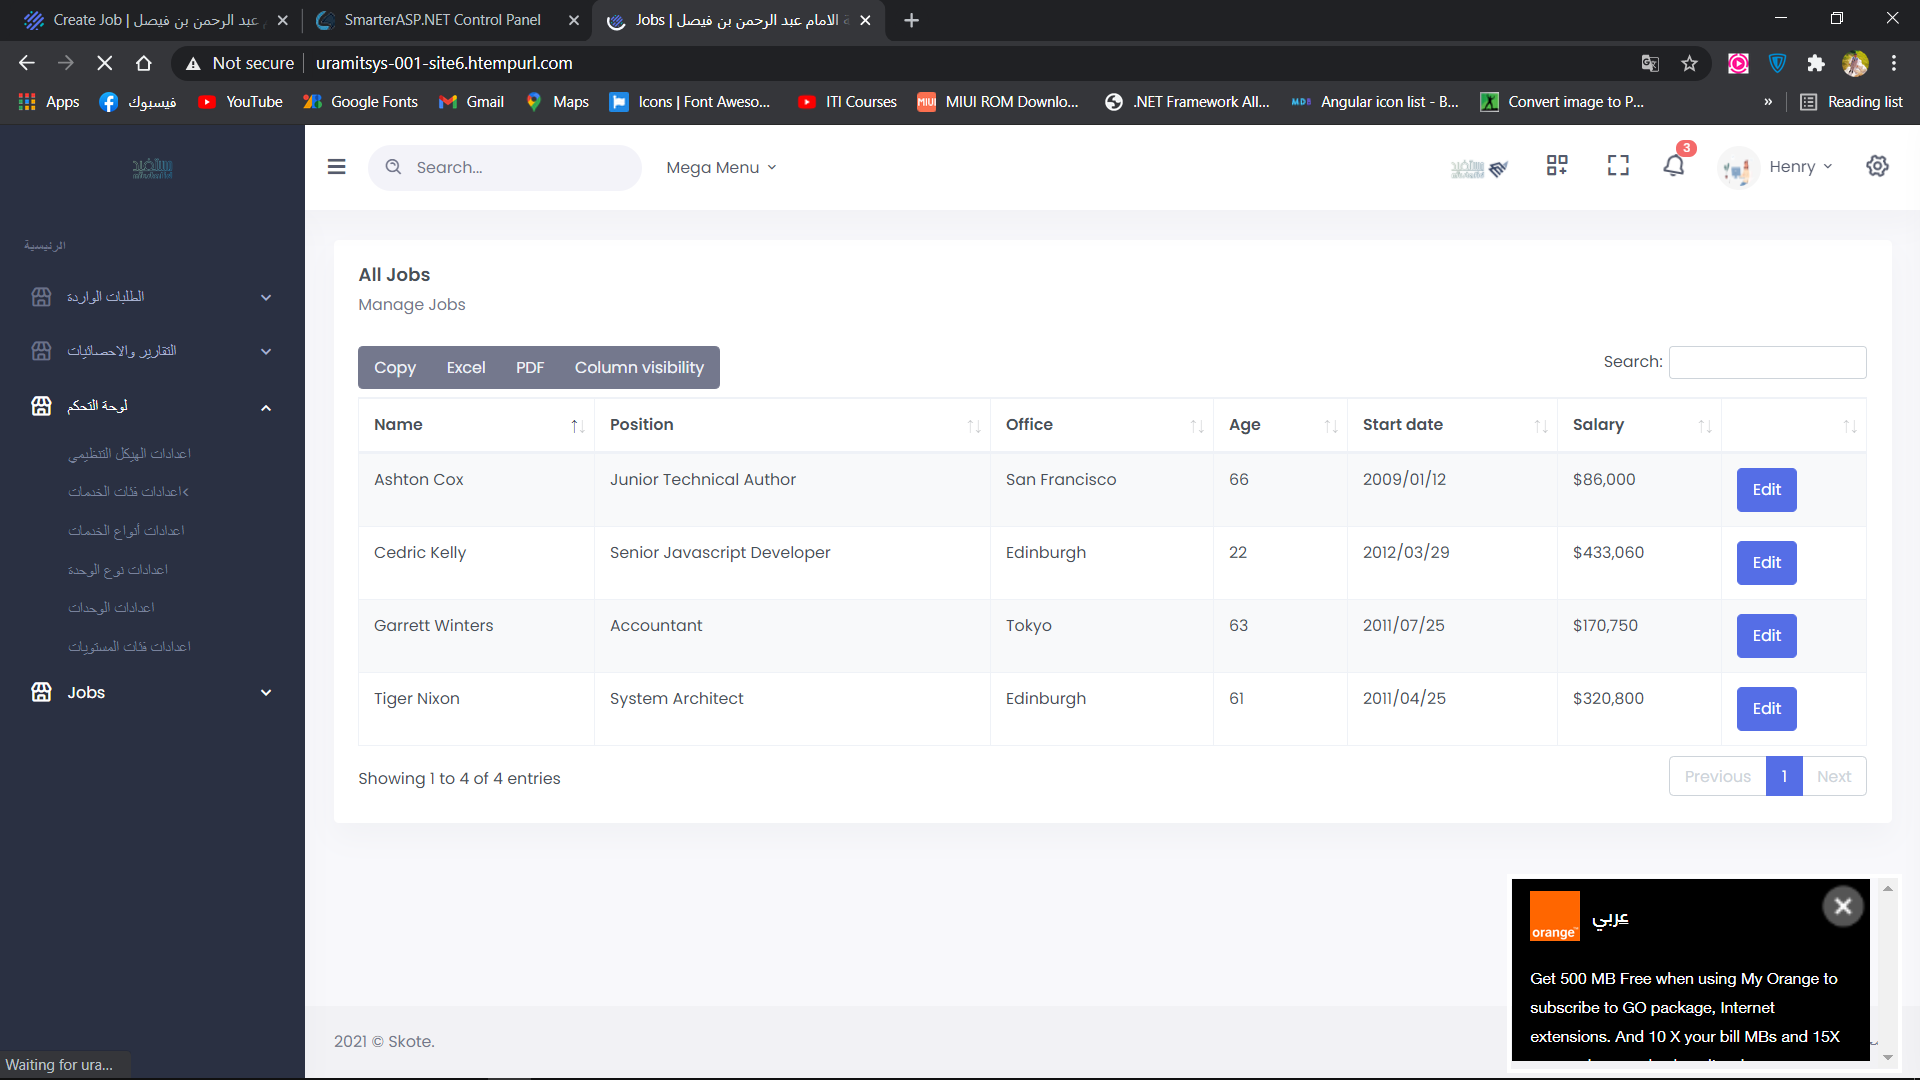 Create Job | عبد الرحمن بن فيصل
SmarterASP.NET Control Panel
Jobs | ة الامام عبد الرحمن بن فيصل
Not secure
uramitsys-001-site6.htempurl.com
Apps
فيسبوك
YouTube
Google Fonts
Gmail
Maps
Icons | Font Aweso...
ITI Courses
MIUI ROM Downlo...
.NET Framework All...
Angular icon list - B...
Convert image to P...
»
Reading list
Search...
Mega Menu
3
Henry
الرئيسية
الطلبات الواردة
التقارير والاحصائيات
لوحة التحكم
اعدادات الهيكل التنظيمي
>اعدادات فئات الخدمات
اعدادات أنواع الخدمات
اعدادات نوع الوحدة
اعدادات الوحدات
اعدادات فئات المستويات
Jobs
All Jobs
Manage Jobs
Copy Excel PDF Column visibility
Search:
Name Position Office Age Start date Salary
Ashton Cox Junior Technical Author San Francisco 66 2009/01/12 $86,000 Edit
Cedric Kelly Senior Javascript Developer Edinburgh 22 2012/03/29 $433,060 Edit
Garrett Winters Accountant Tokyo 63 2011/07/25 $170,750 Edit
Tiger Nixon System Architect Edinburgh 61 2011/04/25 $320,800 Edit
Showing 1 to 4 of 4 entries
Previous 1 Next
orange
عربي
Get 500 MB Free when using My Orange to
subscribe to GO package, Internet
extensions. And 10 X your bill MBs and 15X
2021 © Skote.
Waiting for ura...